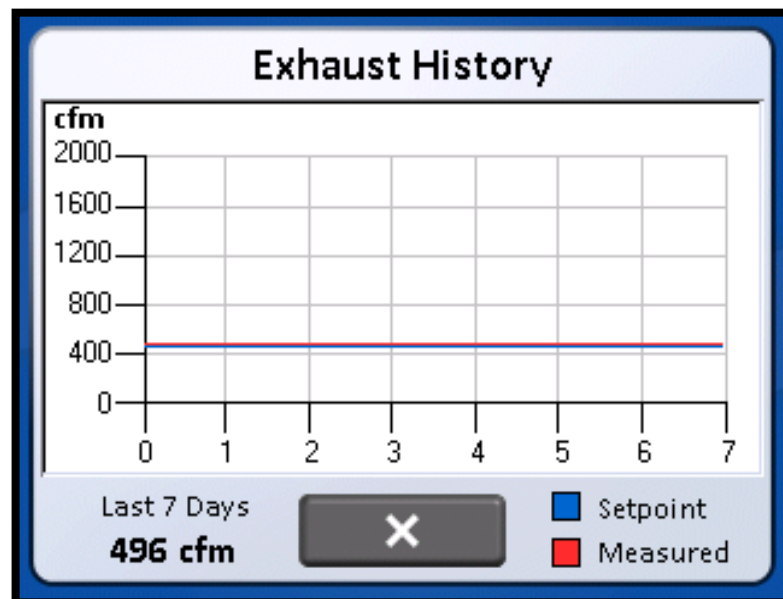 Exhaust History
cfm
2000
1600
1200
800
400
0
0 1 2 3 4 5 6 7
Last 7 Days
496 cfm
Setpoint
Measured